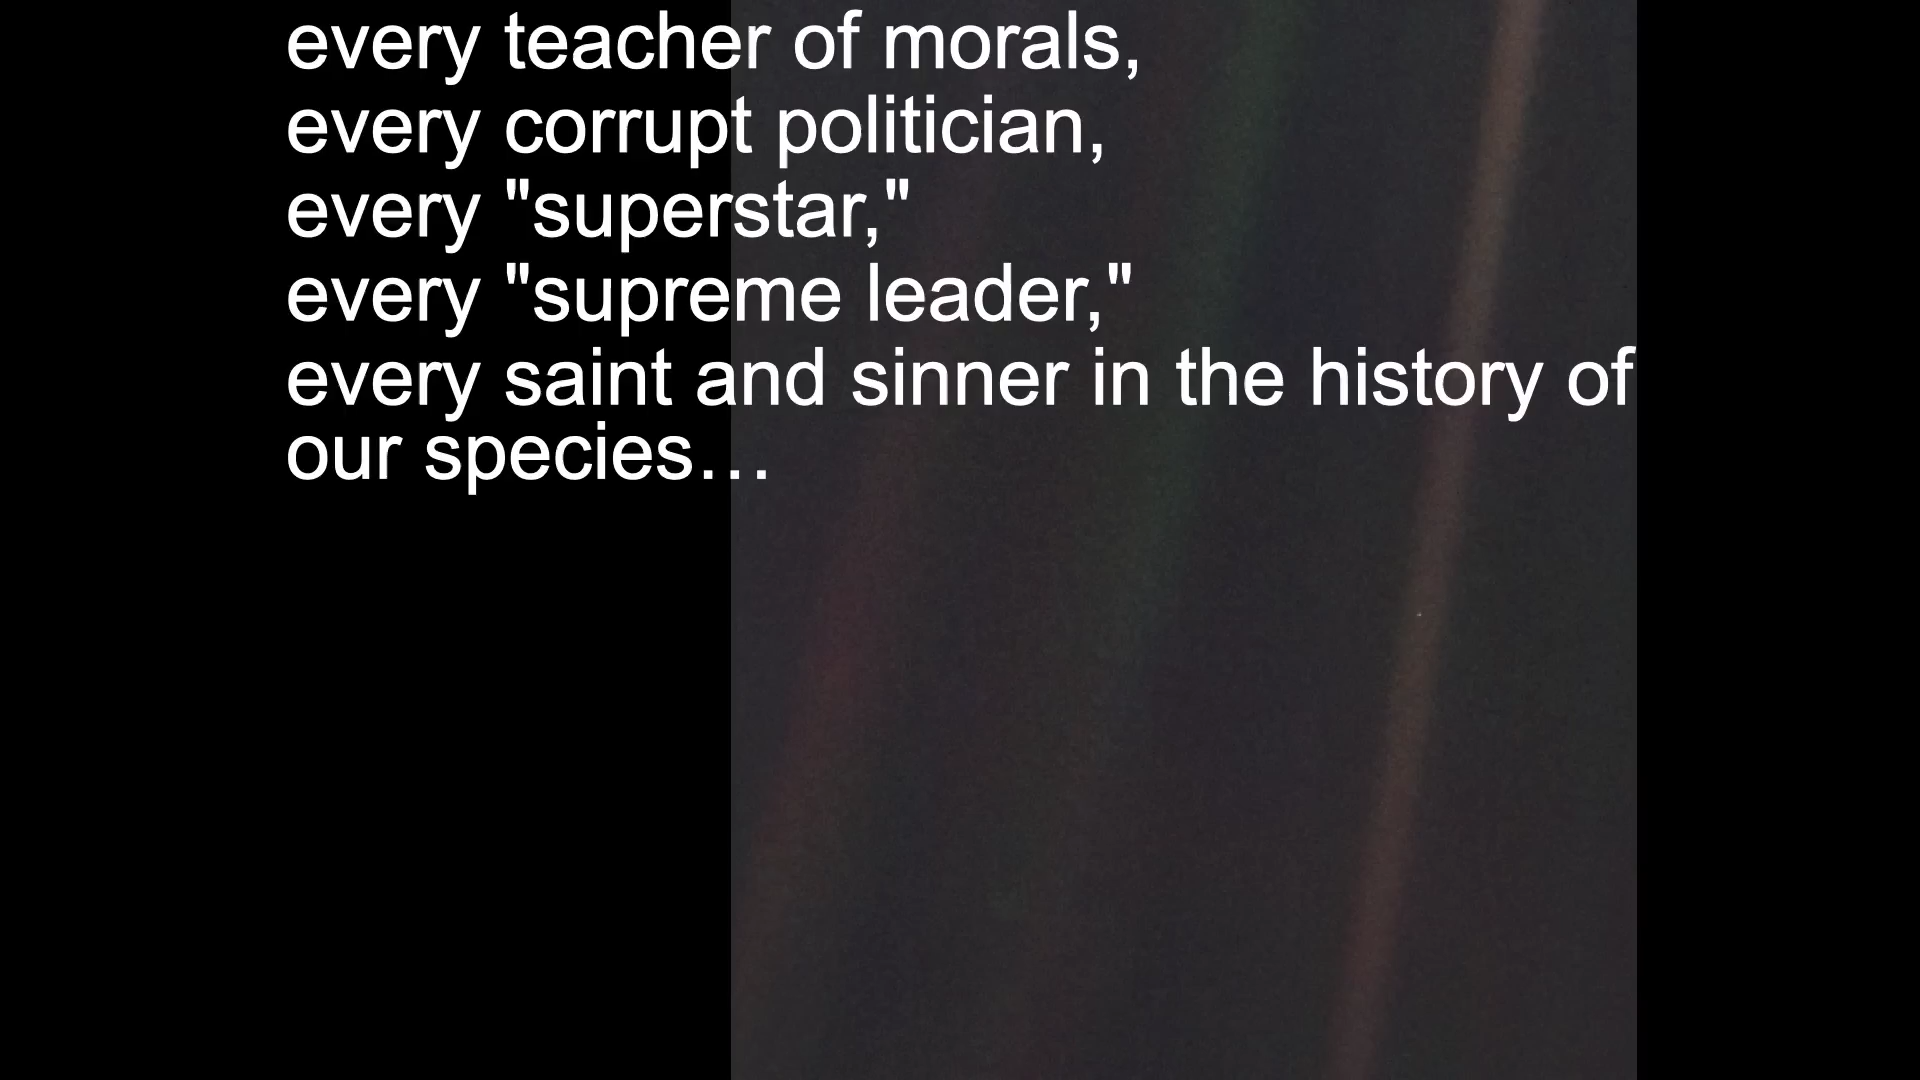 every teacher of morals,
every corrupt politician,
every "superstar,"
every "supreme leader,"
every saint and sinner in the history of
our species…